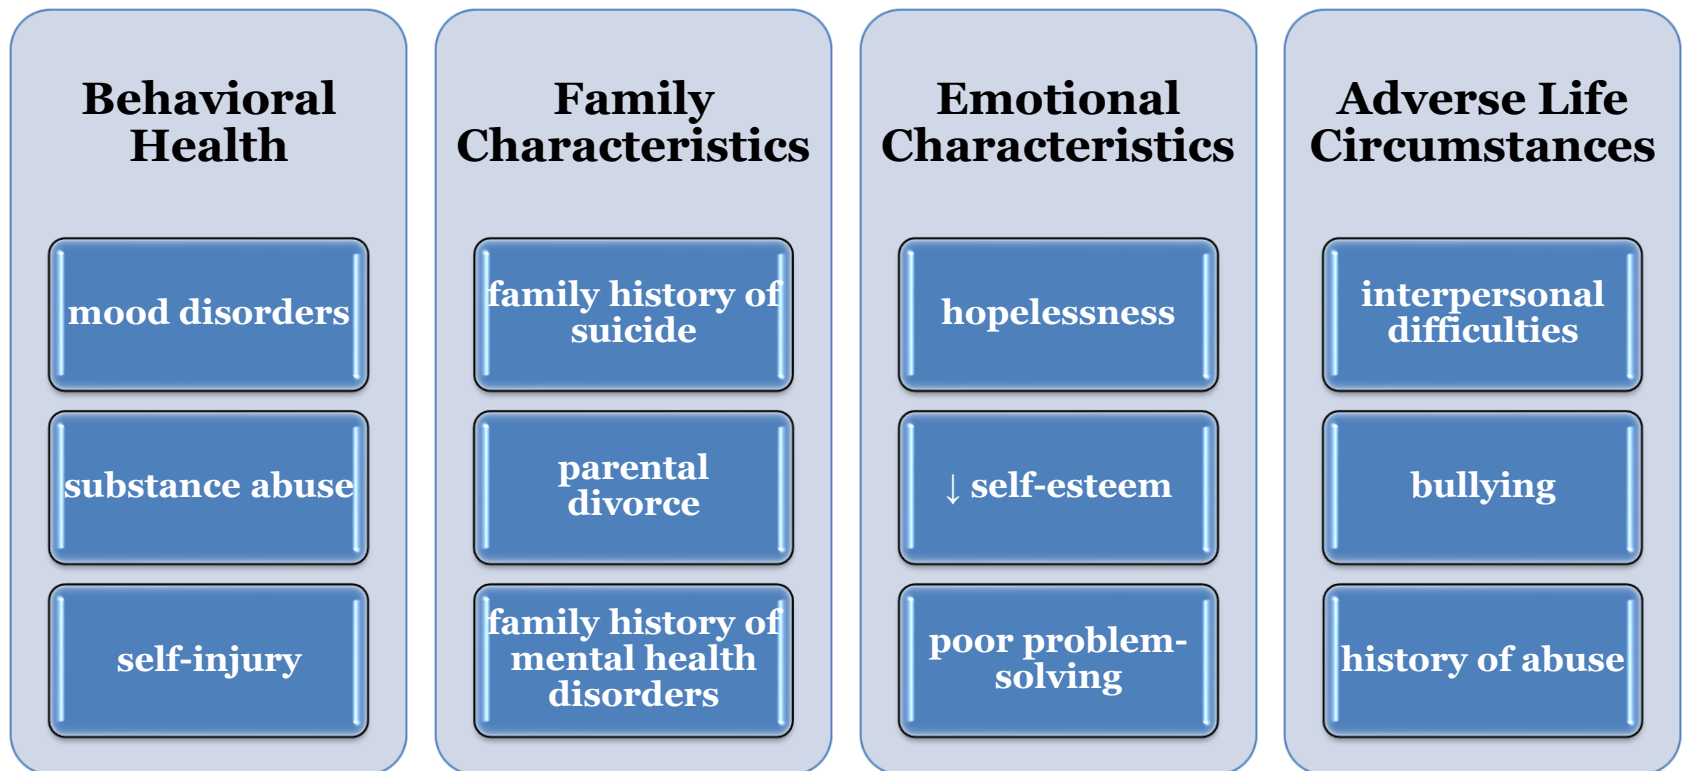 Behavioral
Health
mood disorders
substance abuse
self-injury
Family
Characteristics
family history of
suicide
parental
divorce
family history of
mental health
disorders
Emotional
Characteristics
hopelessness
↓ self-esteem
poor problem-
solving
Adverse Life
Circumstances
interpersonal
difficulties
bullying
history of abuse